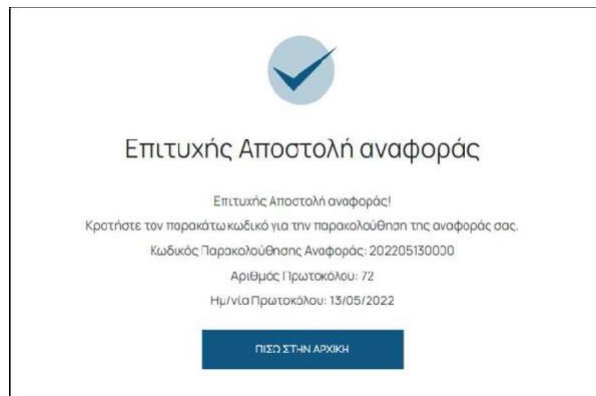 Επιτυχής Αποστολή αναφοράς
Επιτυχής Αποστολή αναφοράς!
Κρατήστε τον παρακάτω κωδικό για την παρακολούθηση της αναφοράς σας.
Κωδικός Παρακολούθησης Αναφοράς: 202205130000
Αριθμός Πρωτοκόλου: 72
Ημ/νία Πρωτοκόλου: 13/05/2022
ΠΙΣΩ ΣΤΗΝ ΑΡΧΙΚΗ